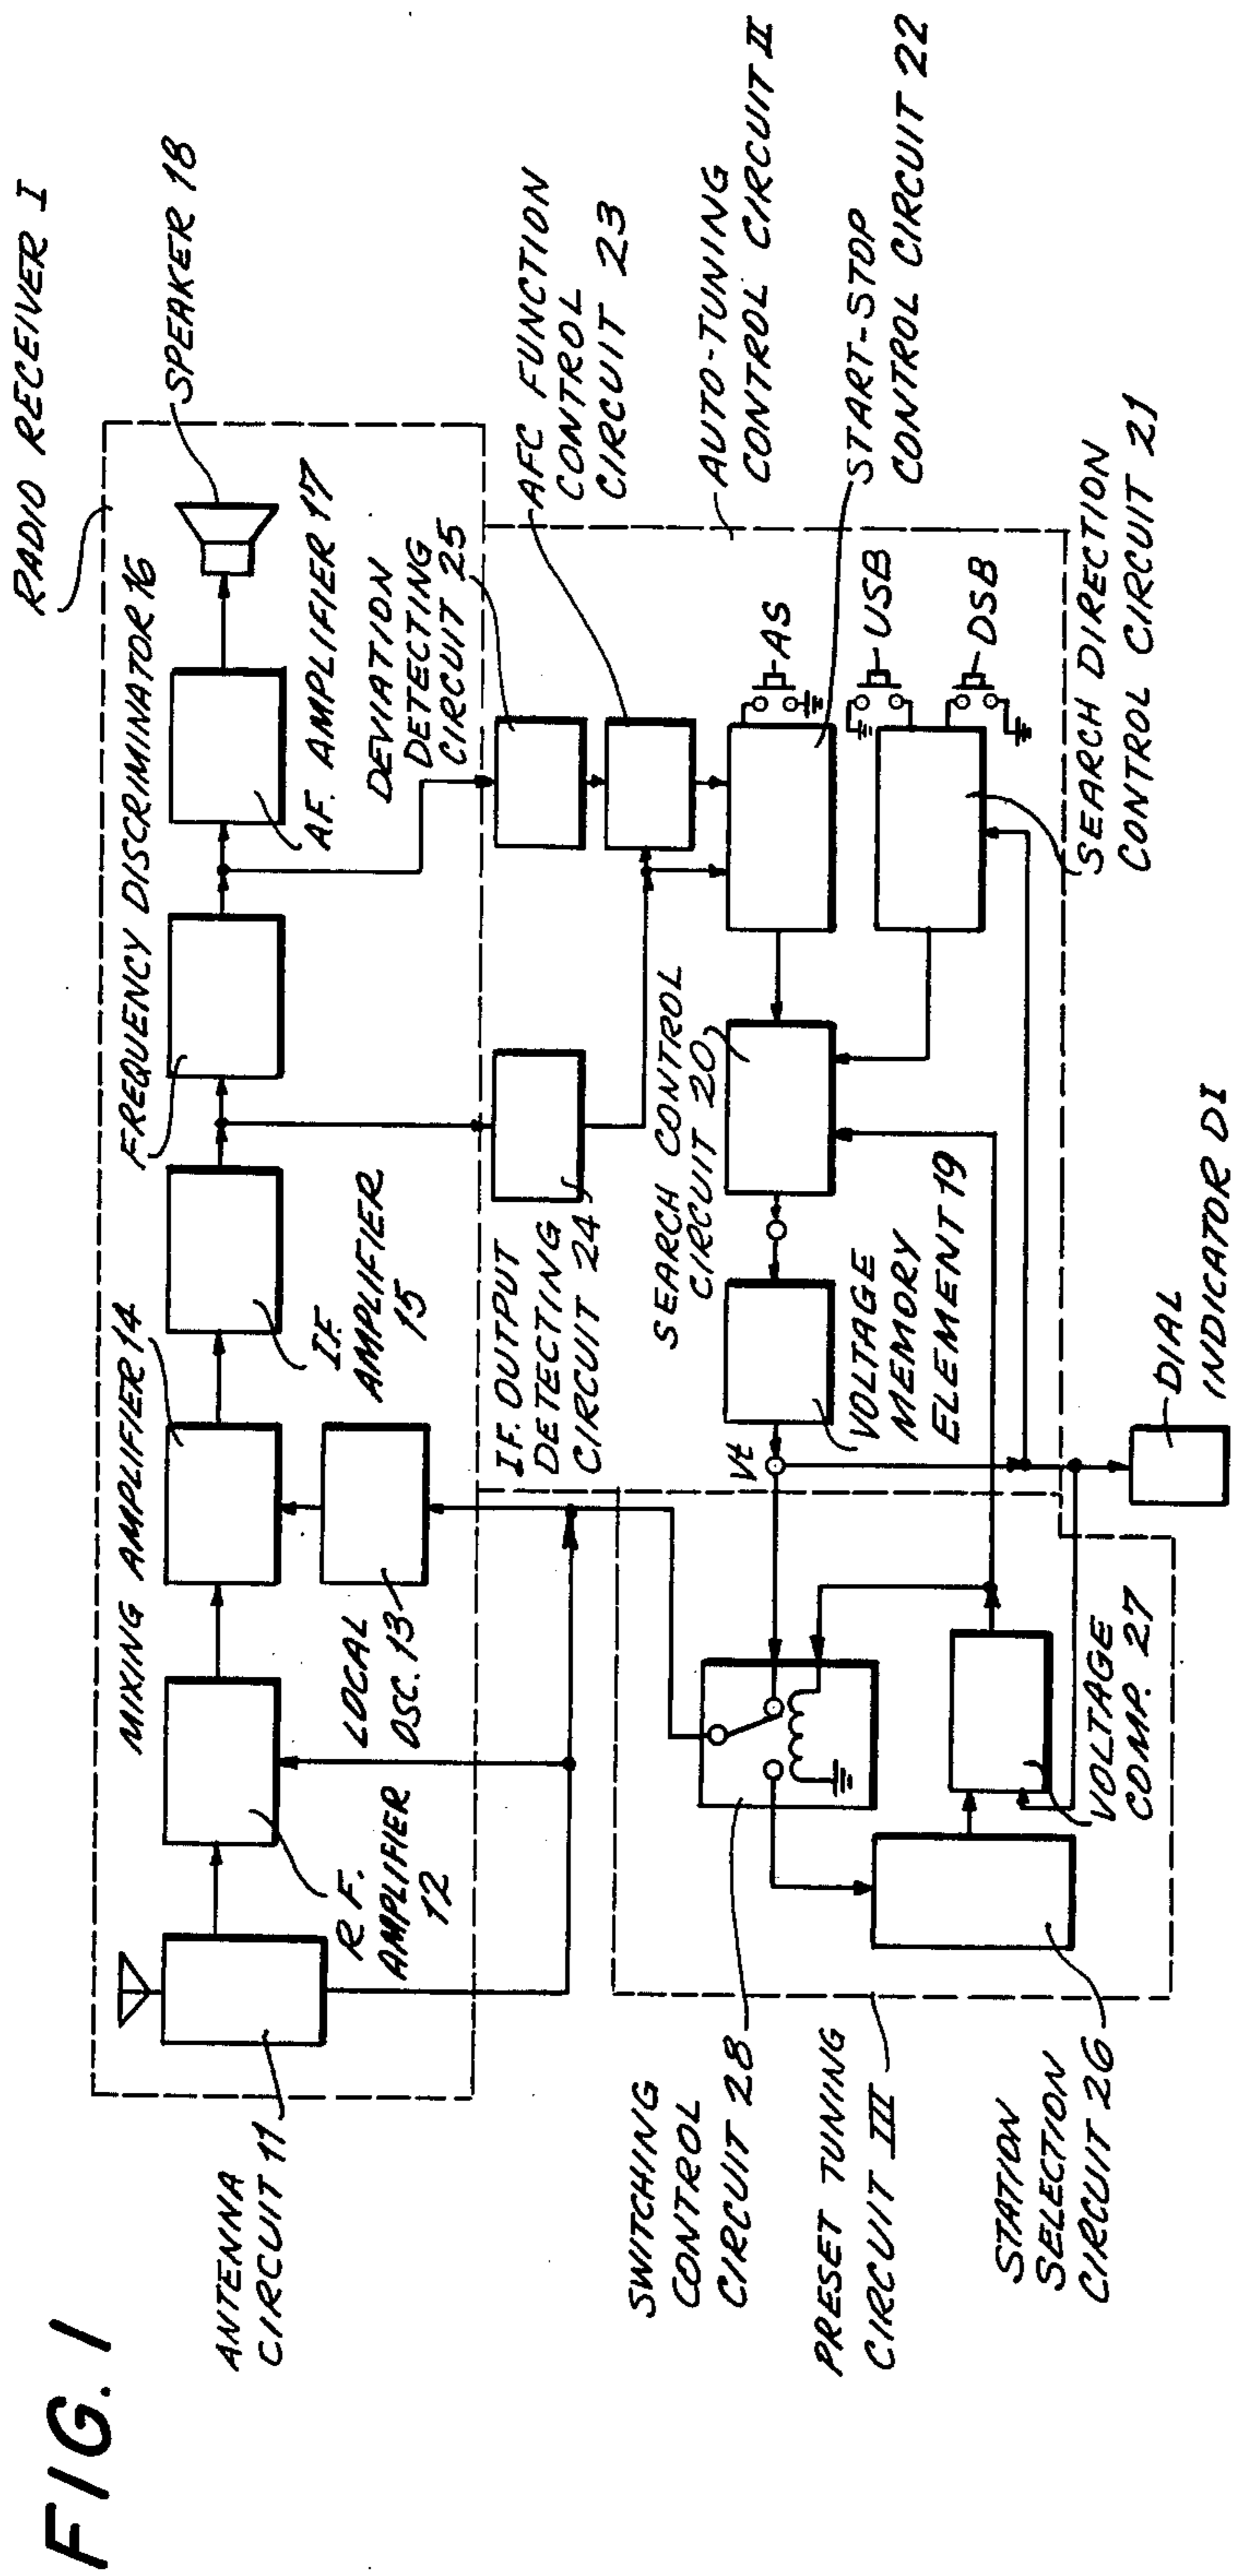 FIG. 1
RADIO RECEIVER I
SPEAKER 18
MIXING AMPLIFIER 14
FREQUENCY DISCRIMINATOR 16
ANTENNA
CIRCUIT 11
R.F.
AMPLIFIER
12
LOCAL
OSC. 13
I.F.
AMPLIFIER
15
AF. AMPLIFIER 17
DEVIATION
DETECTING
CIRCUIT 25
AFC FUNCTION
CONTROL
CIRCUIT 23
I.F. OUTPUT
DETECTING
CIRCUIT 24
SEARCH CONTROL
CIRCUIT 20
AUTO-TUNING
CONTROL CIRCUIT II
START-STOP
CONTROL CIRCUIT 22
AS
USB
DSB
SEARCH DIRECTION
CONTROL CIRCUIT 21
Vt
VOLTAGE
MEMORY
ELEMENT 19
SWITCHING
CONTROL
CIRCUIT 28
PRESET TUNING
CIRCUIT III
STATION
SELECTION
CIRCUIT 26
VOLTAGE
COMP. 27
DIAL
INDICATOR DI